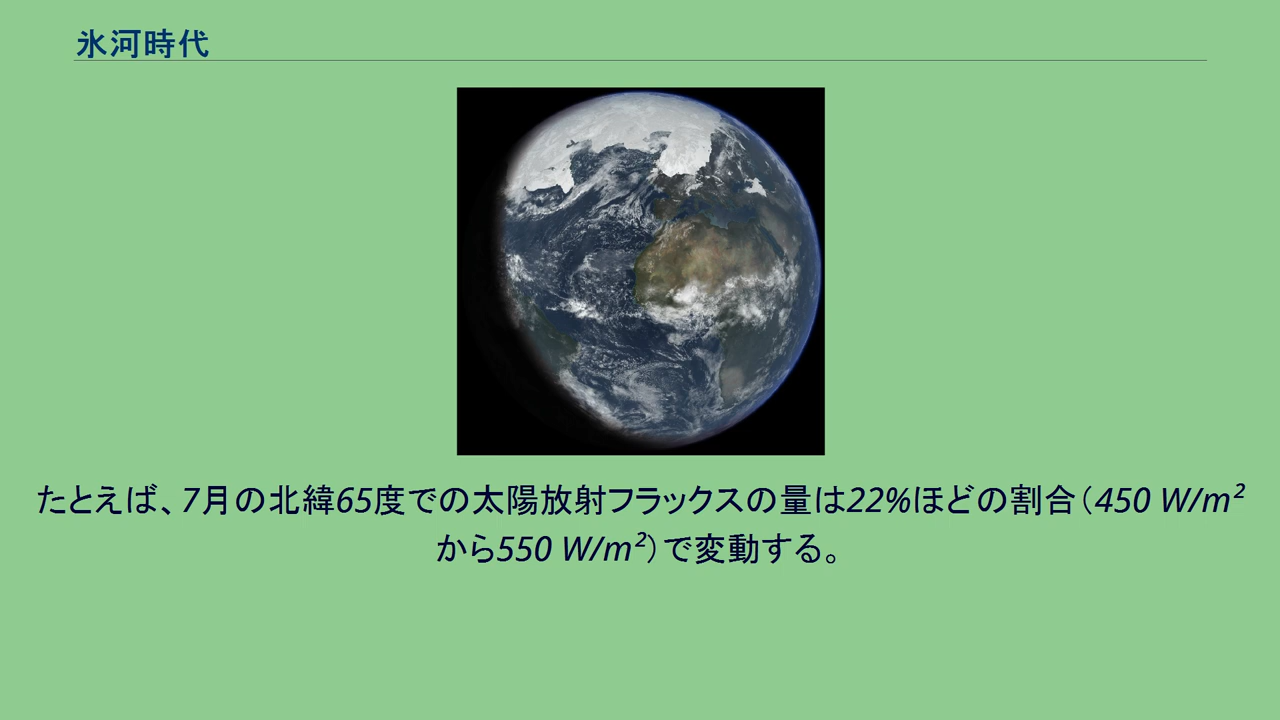 氷河時代
たとえば、7月の北緯65度での太陽放射フラックスの量は22%ほどの割合（450 W/m²
から550 W/m²）で変動する。